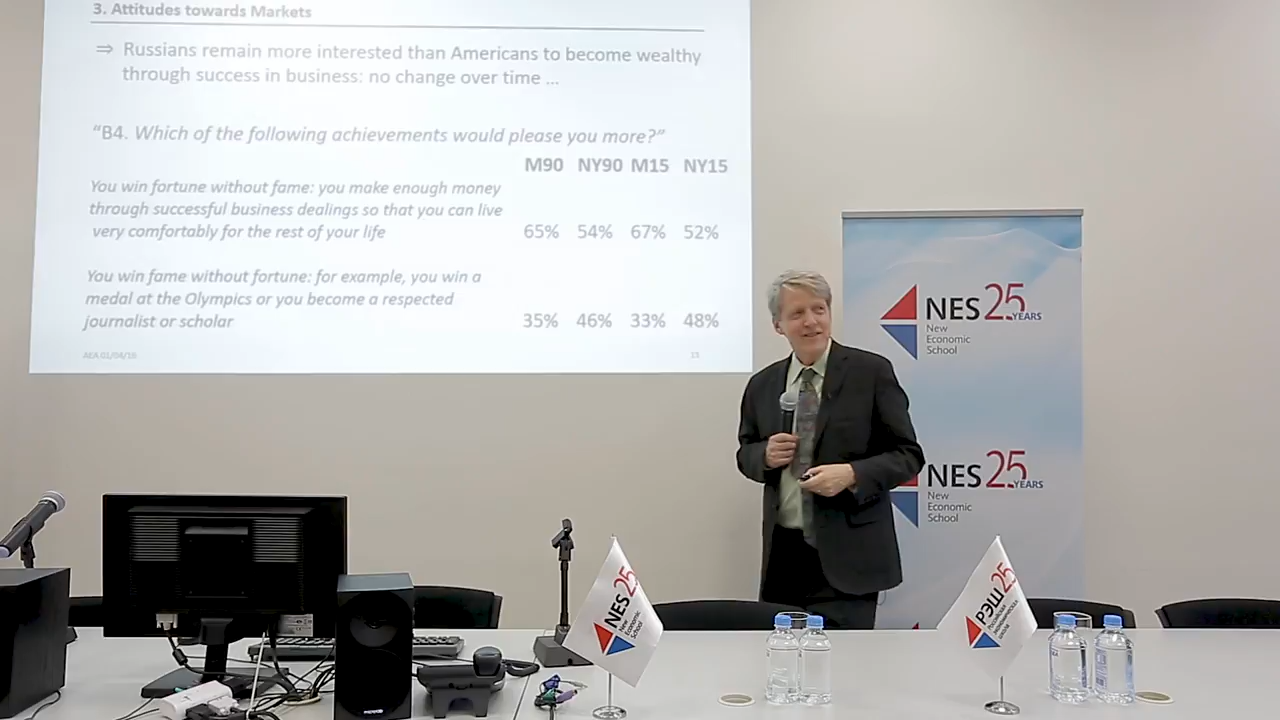 3. Attitudes towards Markets
⇒ Russians remain more interested than Americans to become wealthy
through success in business: no change over time ...
"B4. Which of the following achievements would please you more?"
M90 NY90 M15 NY15
You win fortune without fame: you make enough money
through successful business dealings so that you can live
very comfortably for the rest of your life 65% 54% 67% 52%
You win fame without fortune: for example, you win a
medal at the Olympics or you become a respected
journalist or scholar 35% 46% 33% 48%
AEA 01/04/16 13
NES 25
YEARS
New
Economic
School
NES 25
YEARS
New
Economic
School
NES 25
New
Economic
School
РЭШ 25